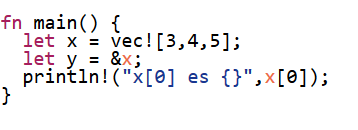 fn main() {
  let x = vec![3,4,5];
  let y = &x;
  println!("x[0] es {}",x[0]);
}